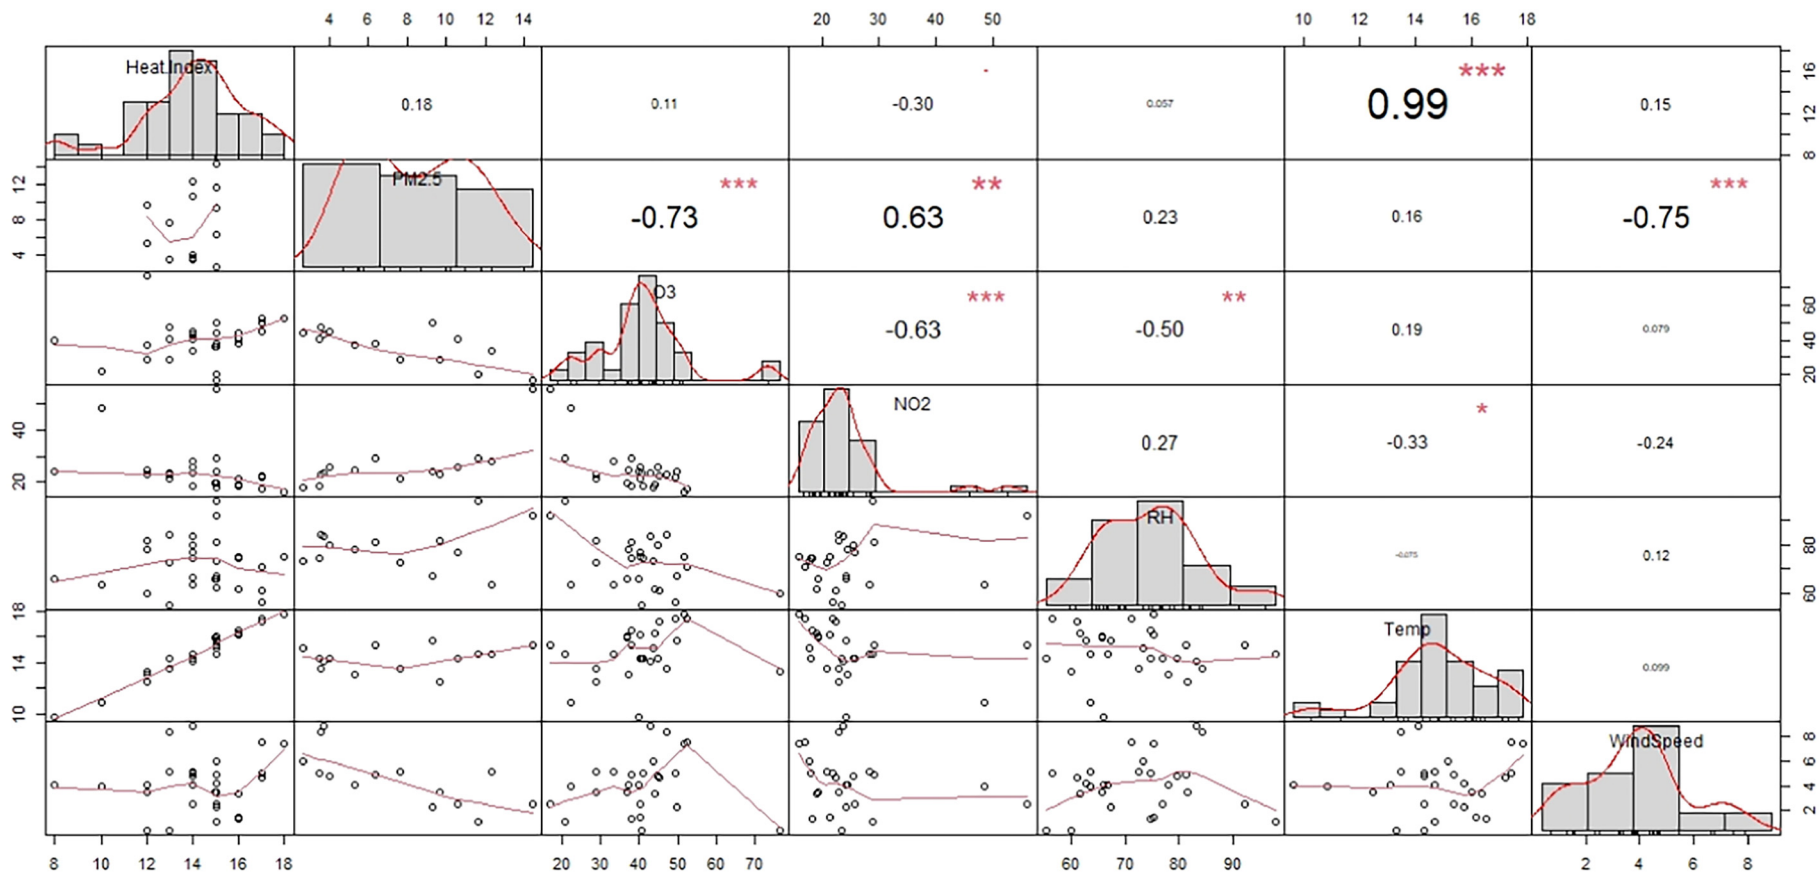 4 6 8 10 12 14 20 30 40 50 10 12 14 16 18
Heat.Index 0.18 0.11 -0.30 . 0.057 0.99 *** 0.15 8 12 16
4 8 12 PM2.5 -0.73 *** 0.63 ** 0.23 0.16 -0.75 ***
O3 -0.63 *** -0.50 ** 0.19 0.079 20 40 60
20 40 NO2 0.27 -0.33 * -0.24
RH -0.075 0.12 60 80
10 14 18 Temp 0.099
WindSpeed 2 4 6 8
8 10 12 14 16 18 20 30 40 50 60 70 60 70 80 90 2 4 6 8